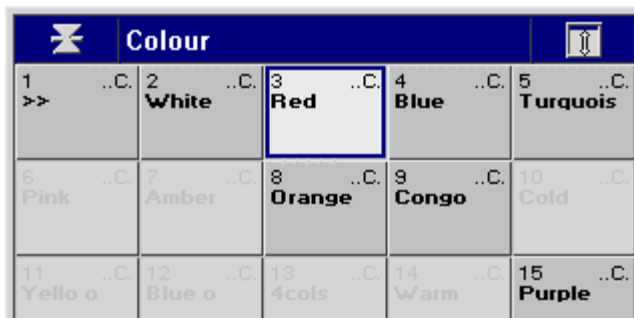 Colour
1 ..C. 2 ..C. 3 ..C. 4 ..C. 5 ..C.
>> White Red Blue Turquois
6 ..C. 7 ..C. 8 ..C. 9 ..C. 10 ..C.
Pink Amber Orange Congo Cold
11 ..C. 12 ..C. 13 ..C. 14 ..C. 15 ..C.
Yello o Blue o 4cols Warm Purple